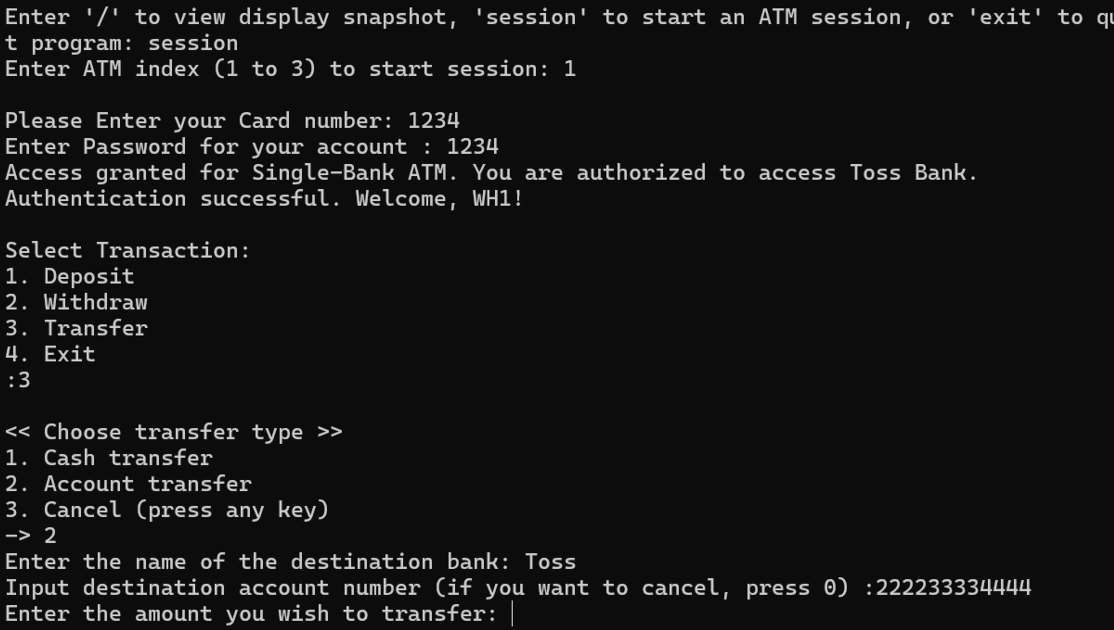 Enter '/' to view display snapshot, 'session' to start an ATM session, or 'exit' to qu
t program: session
Enter ATM index (1 to 3) to start session: 1
Please Enter your Card number: 1234
Enter Password for your account : 1234
Access granted for Single-Bank ATM. You are authorized to access Toss Bank.
Authentication successful. Welcome, WH1!
Select Transaction:
1. Deposit
2. Withdraw
3. Transfer
4. Exit
:3
<< Choose transfer type >>
1. Cash transfer
2. Account transfer
3. Cancel (press any key)
-> 2
Enter the name of the destination bank: Toss
Input destination account number (if you want to cancel, press 0) :222233334444
Enter the amount you wish to transfer: